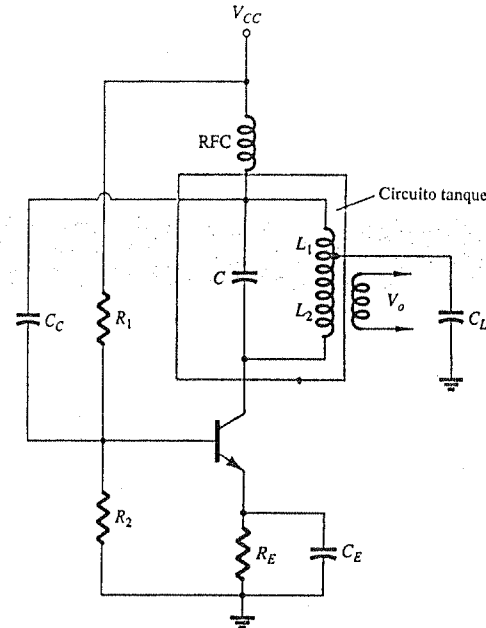 V_CC
RFC
Circuito tanque
L_1
C
L_2
V_o
C_C
R_1
C_L
R_2
R_E
C_E